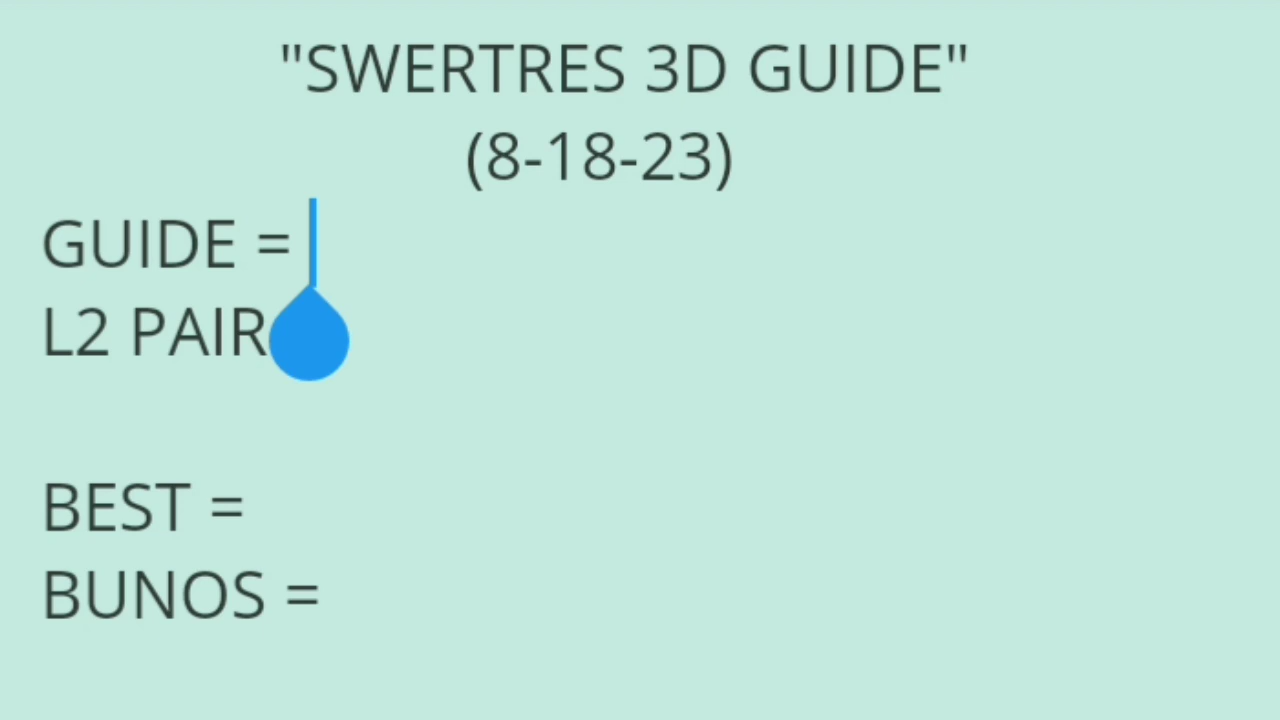 "SWERTRES 3D GUIDE"
(8-18-23)
GUIDE =
L2 PAIR
BEST =
BUNOS =